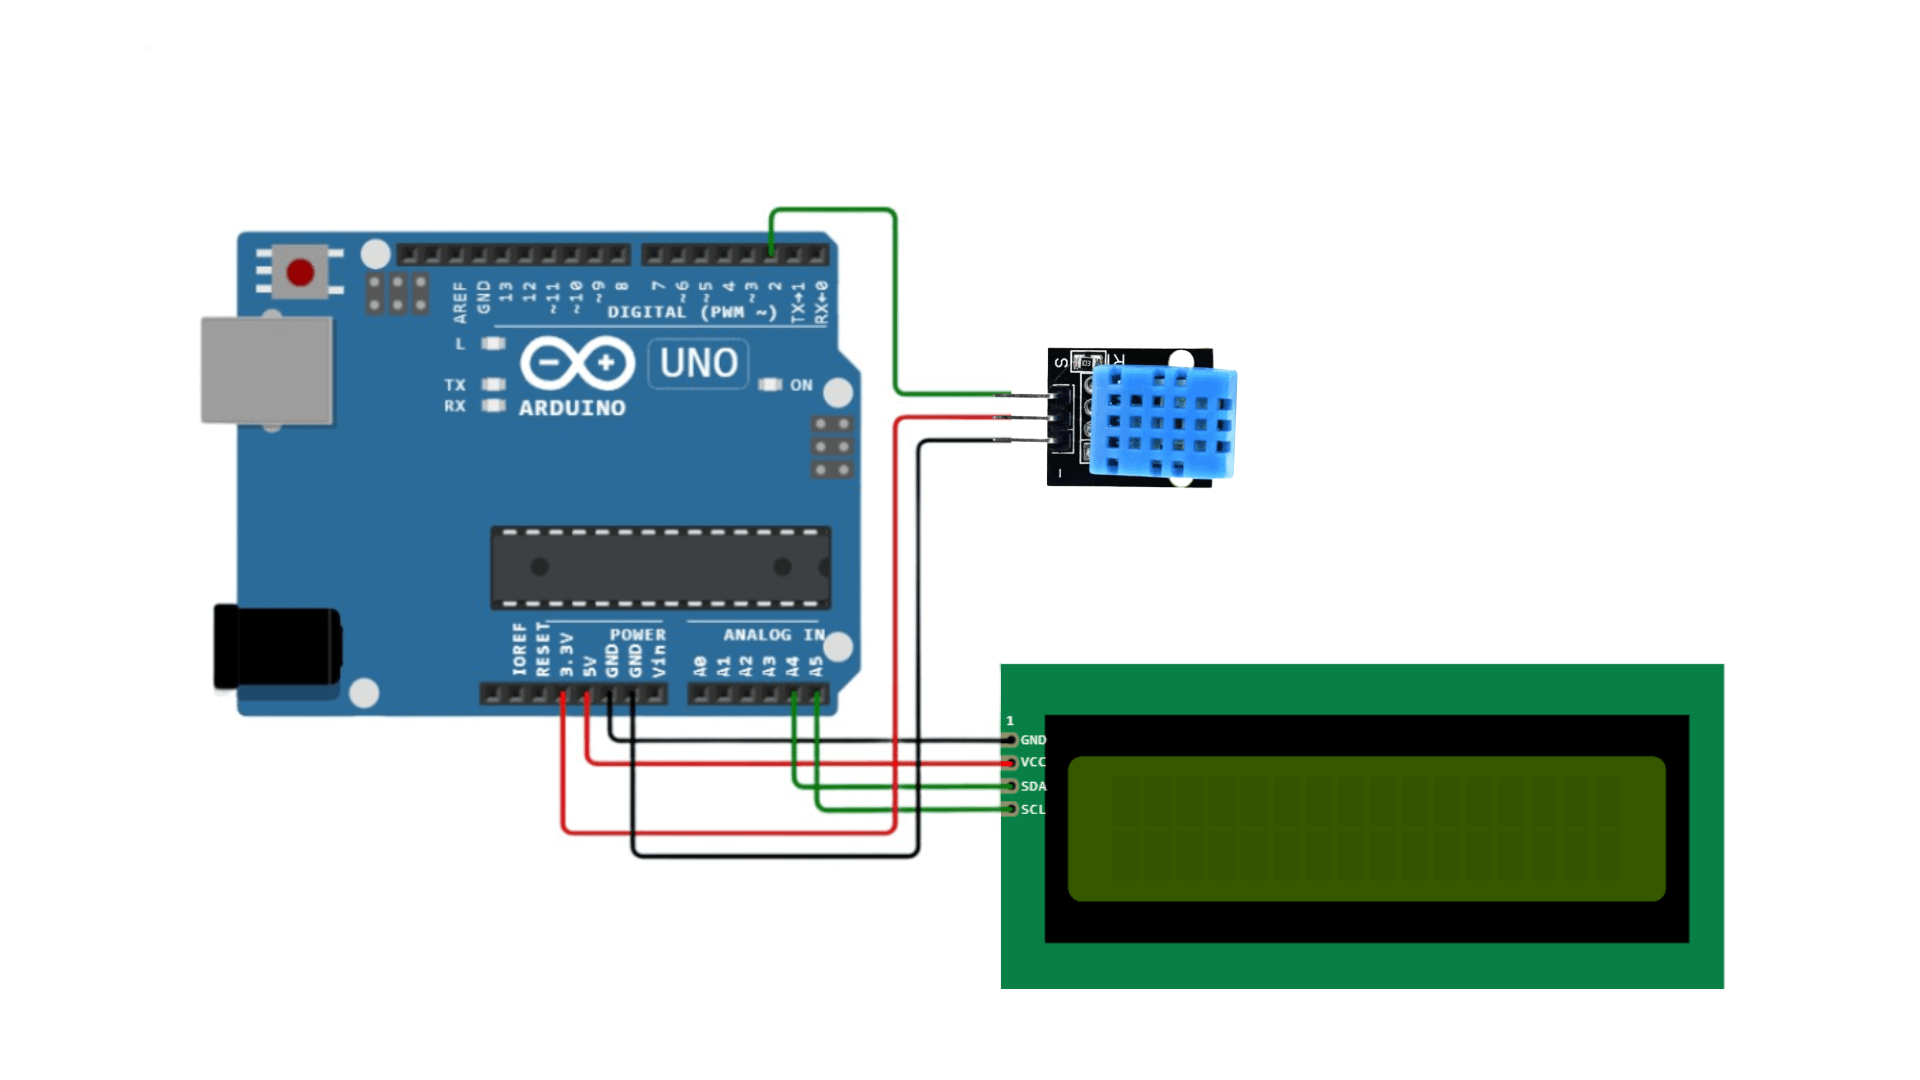 AREF GND 13 12 ~11 ~10 ~9 8 7 ~6 ~5 4 ~3 2 TX→1 RX←0
DIGITAL (PWM ~)
L
UNO
TX
ON
RX
ARDUINO
S
R
-
POWER
ANALOG IN
IOREF RESET 3.3V 5V GND GND Vin A0 A1 A2 A3 A4 A5
1
GND
VCC
SDA
SCL